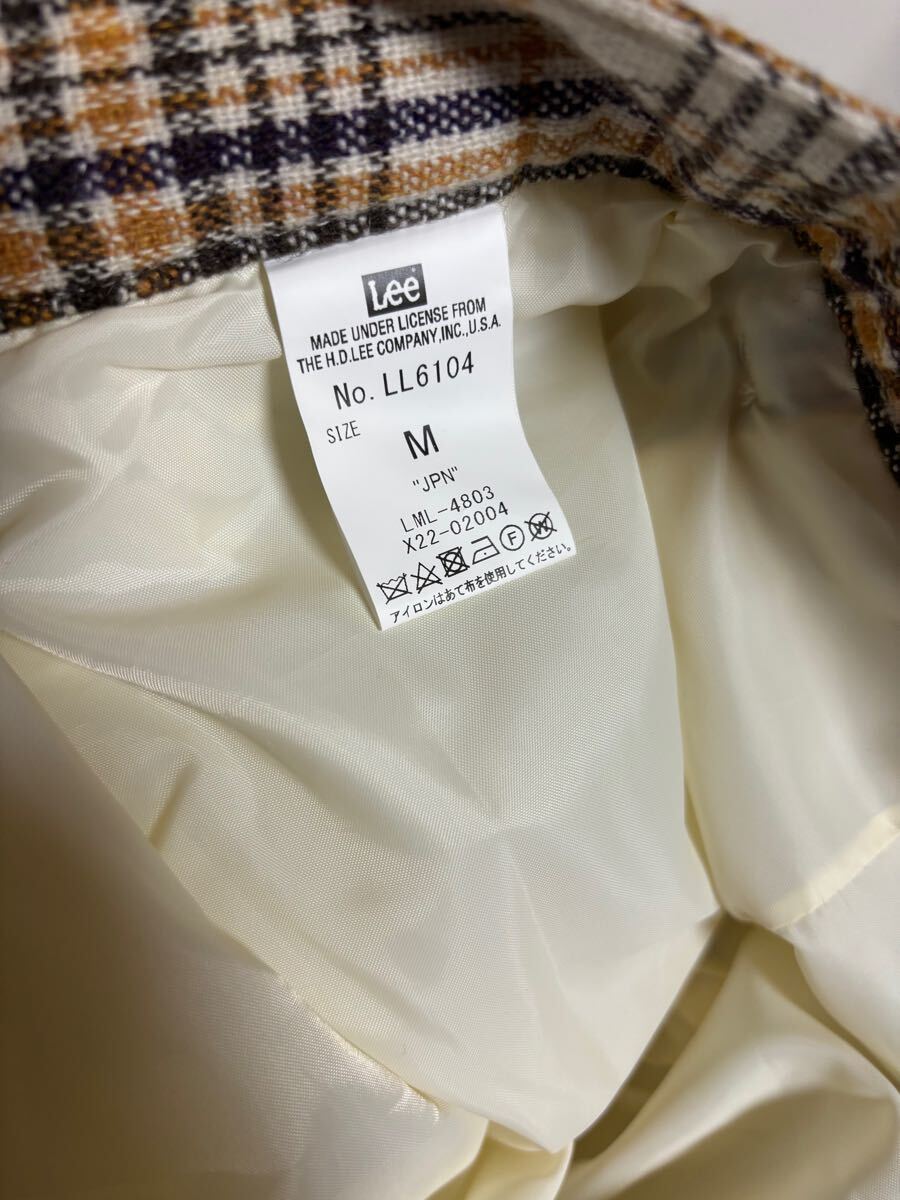 Lee
MADE UNDER LICENSE FROM
THE H.D.LEE COMPANY,INC.,U.S.A.
No. LL6104
SIZE
M
"JPN"
LML-4803
X22-02004
F W
アイロンはあて布を使用してください。